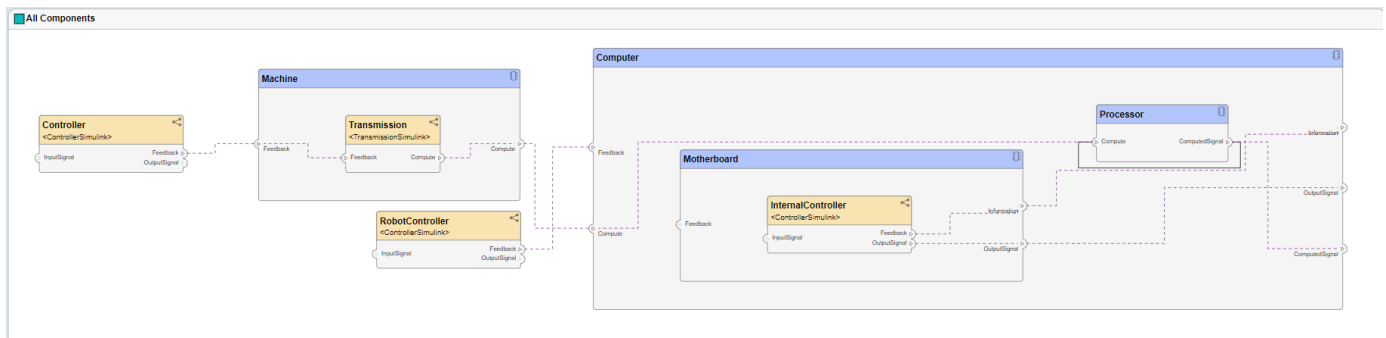 All Components
Controller
<ControllerSimulink>
InputSignal
Feedback
OutputSignal
Machine
Feedback
Transmission
<TransmissionSimulink>
Feedback
Compute
Compute
RobotController
<ControllerSimulink>
InputSignal
Feedback
OutputSignal
Computer
Feedback
Compute
Motherboard
Feedback
InternalController
<ControllerSimulink>
InputSignal
Feedback
OutputSignal
Information
OutputSignal
Processor
Compute
ComputedSignal
Information
OutputSignal
ComputedSignal